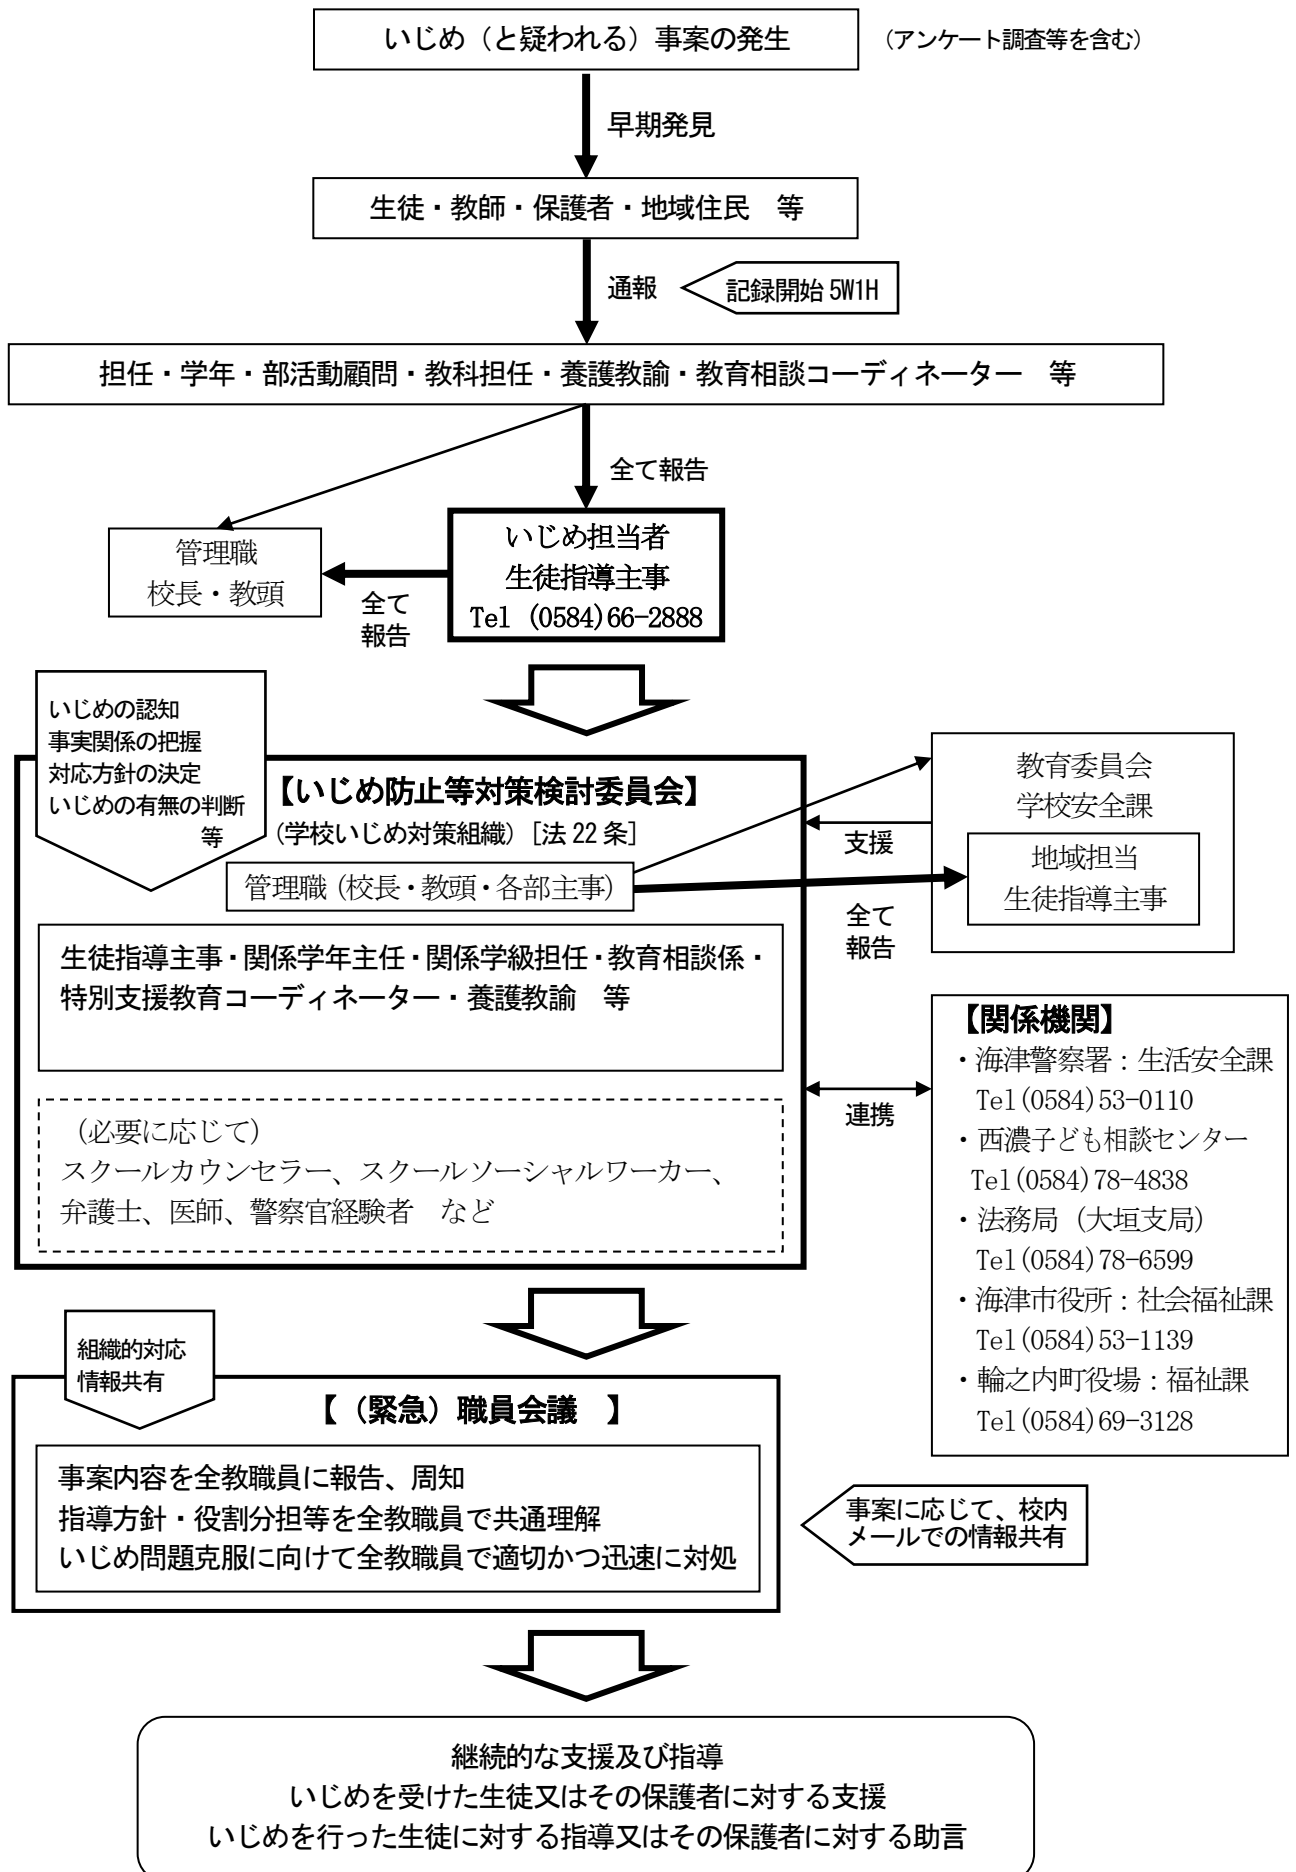 いじめ（と疑われる）事案の発生
（アンケート調査等を含む）
早期発見
生徒・教師・保護者・地域住民　等
通報
記録開始 5W1H
担任・学年・部活動顧問・教科担任・養護教諭・教育相談コーディネーター　等
全て報告
いじめ担当者
生徒指導主事
Tel (0584)66-2888
管理職
校長・教頭
全て
報告
いじめの認知
事実関係の把握
対応方針の決定
いじめの有無の判断
等
【いじめ防止等対策検討委員会】
（学校いじめ対策組織）［法 22 条］
管理職（校長・教頭・各部主事）
生徒指導主事・関係学年主任・関係学級担任・教育相談係・
特別支援教育コーディネーター・養護教諭　等
（必要に応じて）
スクールカウンセラー、スクールソーシャルワーカー、
弁護士、医師、警察官経験者　など
教育委員会
学校安全課
支援
地域担当
生徒指導主事
全て
報告
連携
【関係機関】
・海津警察署：生活安全課
Tel(0584)53-0110
・西濃子ども相談センター
Tel(0584)78-4838
・法務局（大垣支局）
Tel(0584)78-6599
・海津市役所：社会福祉課
Tel(0584)53-1139
・輪之内町役場：福祉課
Tel(0584)69-3128
組織的対応
情報共有
【（緊急）職員会議　】
事案内容を全教職員に報告、周知
指導方針・役割分担等を全教職員で共通理解
いじめ問題克服に向けて全教職員で適切かつ迅速に対処
事案に応じて、校内
メールでの情報共有
継続的な支援及び指導
いじめを受けた生徒又はその保護者に対する支援
いじめを行った生徒に対する指導又はその保護者に対する助言